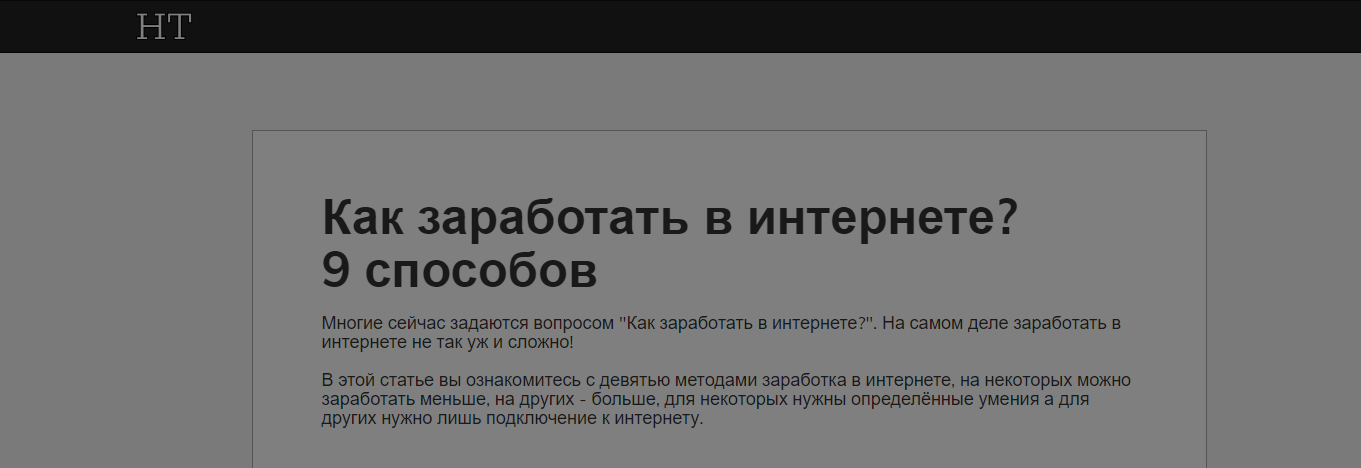 HT
Как заработать в интернете?
9 способов
Многие сейчас задаются вопросом "Как заработать в интернете?". На самом деле заработать в
интернете не так уж и сложно!
В этой статье вы ознакомитесь с девятью методами заработка в интернете, на некоторых можно
заработать меньше, на других - больше, для некоторых нужны определённые умения а для
других нужно лишь подключение к интернету.